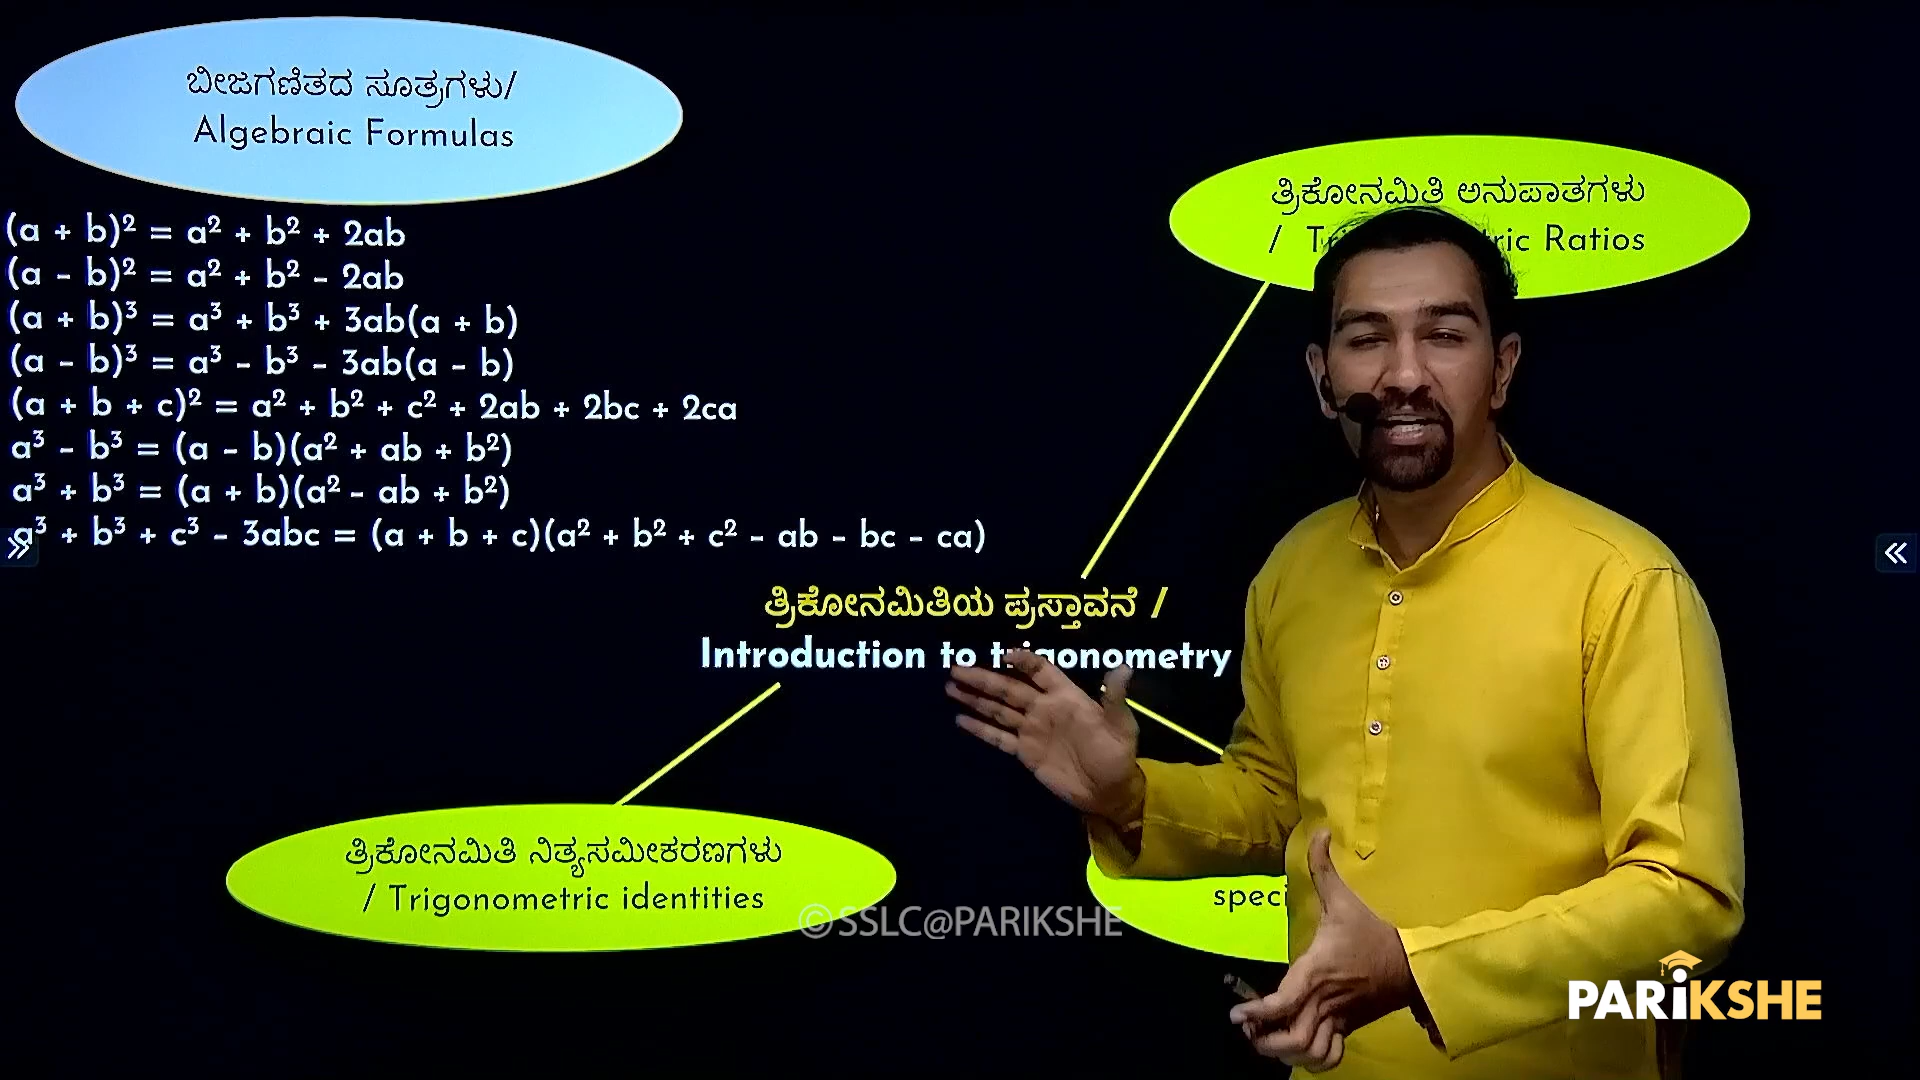 ಬೀಜಗಣಿತದ ಸೂತ್ರಗಳು/
Algebraic Formulas
(a + b)² = a² + b² + 2ab
(a - b)² = a² + b² - 2ab
(a + b)³ = a³ + b³ + 3ab(a + b)
(a - b)³ = a³ - b³ - 3ab(a - b)
(a + b + c)² = a² + b² + c² + 2ab + 2bc + 2ca
a³ - b³ = (a - b)(a² + ab + b²)
a³ + b³ = (a + b)(a² - ab + b²)
a³ + b³ + c³ - 3abc = (a + b + c)(a² + b² + c² - ab - bc - ca)
ತ್ರಿಕೋನಮಿತಿ ಅನುಪಾತಗಳು
/ Ratios
ತ್ರಿಕೋನಮಿತಿಯ ಪ್ರಸ್ತಾವನೆ /
Introduction to trigonometry
ತ್ರಿಕೋನಮಿತಿ ನಿತ್ಯಸಮೀಕರಣಗಳು
/ Trigonometric identities
©SSLC@PARIKSHE
PARIKSHE